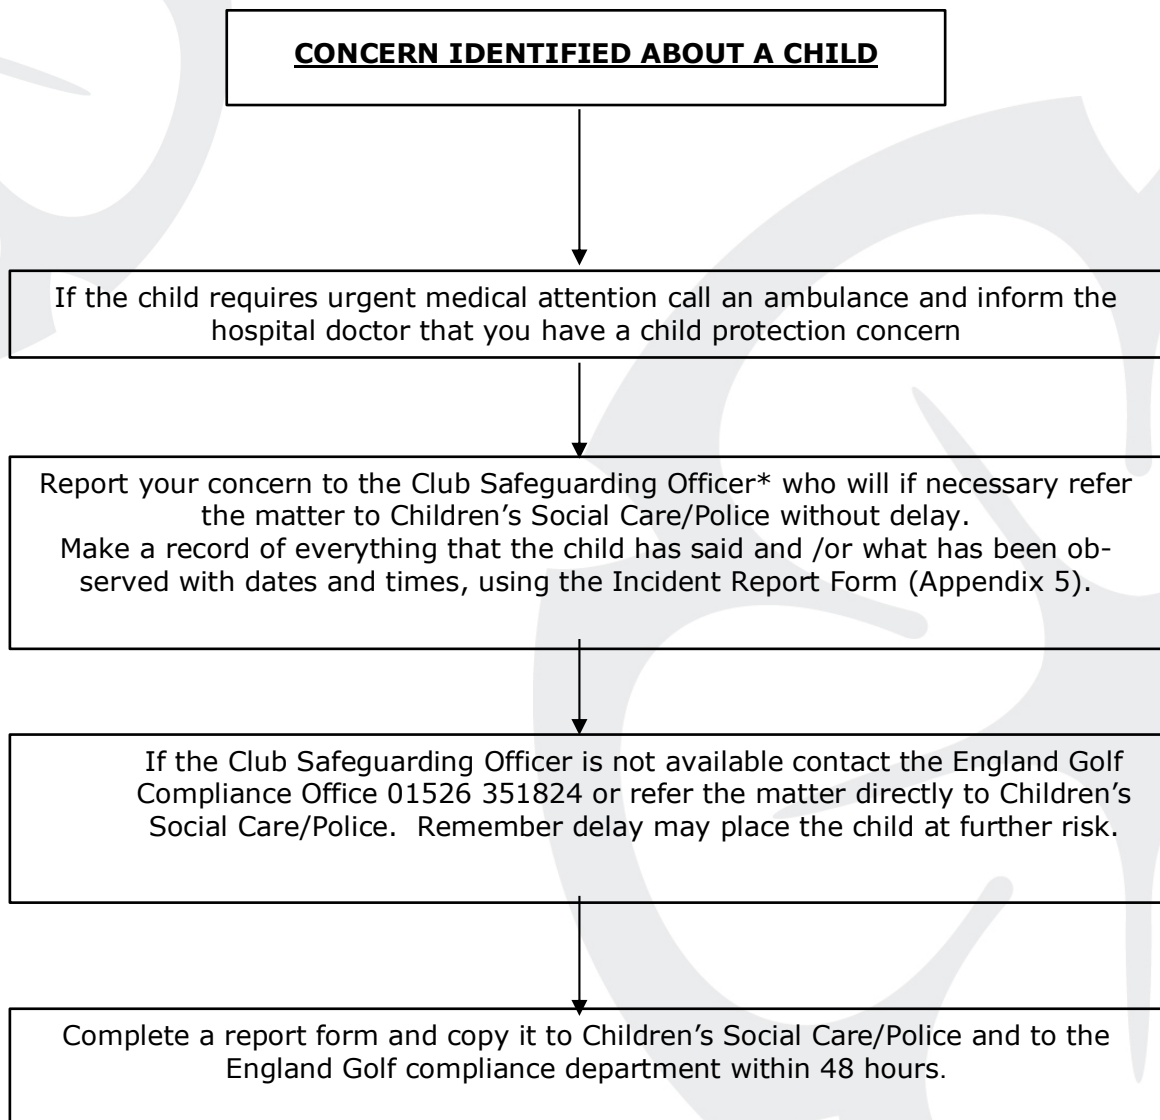 CONCERN IDENTIFIED ABOUT A CHILD
If the child requires urgent medical attention call an ambulance and inform the
hospital doctor that you have a child protection concern
Report your concern to the Club Safeguarding Officer* who will if necessary refer
the matter to Children’s Social Care/Police without delay.
Make a record of everything that the child has said and /or what has been ob-
served with dates and times, using the Incident Report Form (Appendix 5).
If the Club Safeguarding Officer is not available contact the England Golf
Compliance Office 01526 351824 or refer the matter directly to Children’s
Social Care/Police.  Remember delay may place the child at further risk.
Complete a report form and copy it to Children’s Social Care/Police and to the
England Golf compliance department within 48 hours.